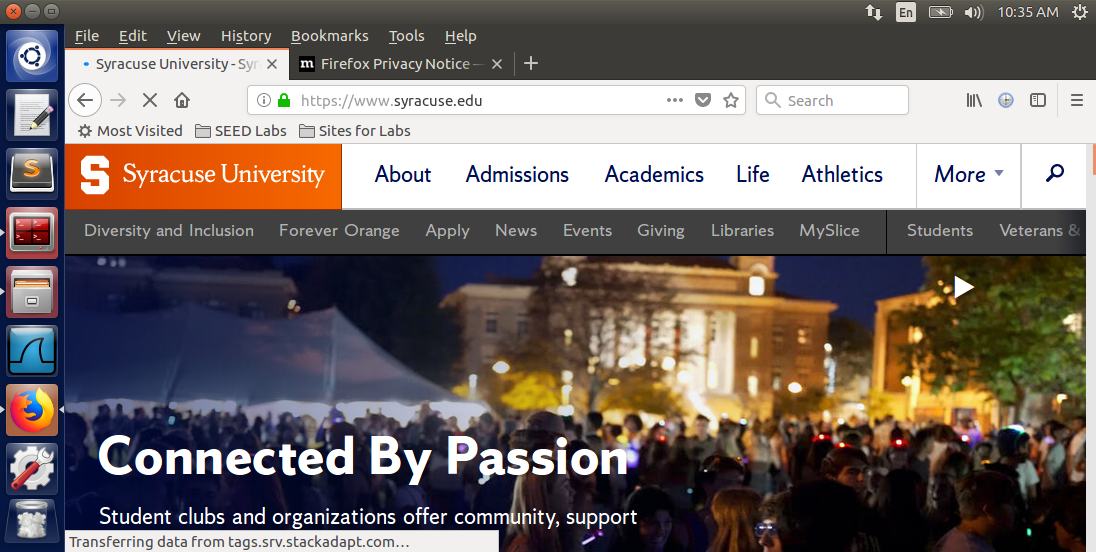 En 10:35 AM
File Edit View History Bookmarks Tools Help
Syracuse University - Syr
m Firefox Privacy Notice —
https://www.syracuse.edu
Search
Most Visited SEED Labs Sites for Labs
S Syracuse University
About Admissions Academics Life Athletics More
Diversity and Inclusion Forever Orange Apply News Events Giving Libraries MySlice Students Veterans &
Connected By Passion
Student clubs and organizations offer community, support
Transferring data from tags.srv.stackadapt.com...